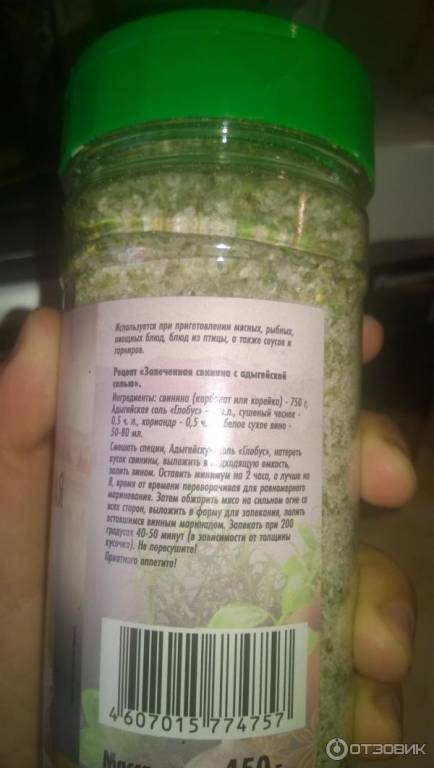 Используется при приготовлении мясных, рыбных,
овощных блюд, блюд из птицы, а также соусов и
гарниров.
Рецепт «Запеченная свинина с адыгейской
солью».
Ингредиенты: свинина (карбонат или корейка) - 750 г,
Адыгейская соль «Глобус» - ч.л., сушеный чеснок -
0,5 ч. л., кориандр - 0,5 ч. белое сухое вино -
50-80 мл.
Смешать специи, Адыгейскую соль «Глобус», натереть
кусок свинины, выложить в подходящую емкость,
залить вином. Оставить минимум на 2 часа, а лучше на
8, время от времени переворачивая для равномерного
маринования. Затем обжарить мясо на сильном огне со
всех сторон, выложить в форму для запекания, полить
оставшимся винным маринадом. Запекать при 200
градусах 40-50 минут (в зависимости от толщины
кусочка). Не пересушите!
Приятного аппетита!
4607015774757
450 г
ОТЗОВИК